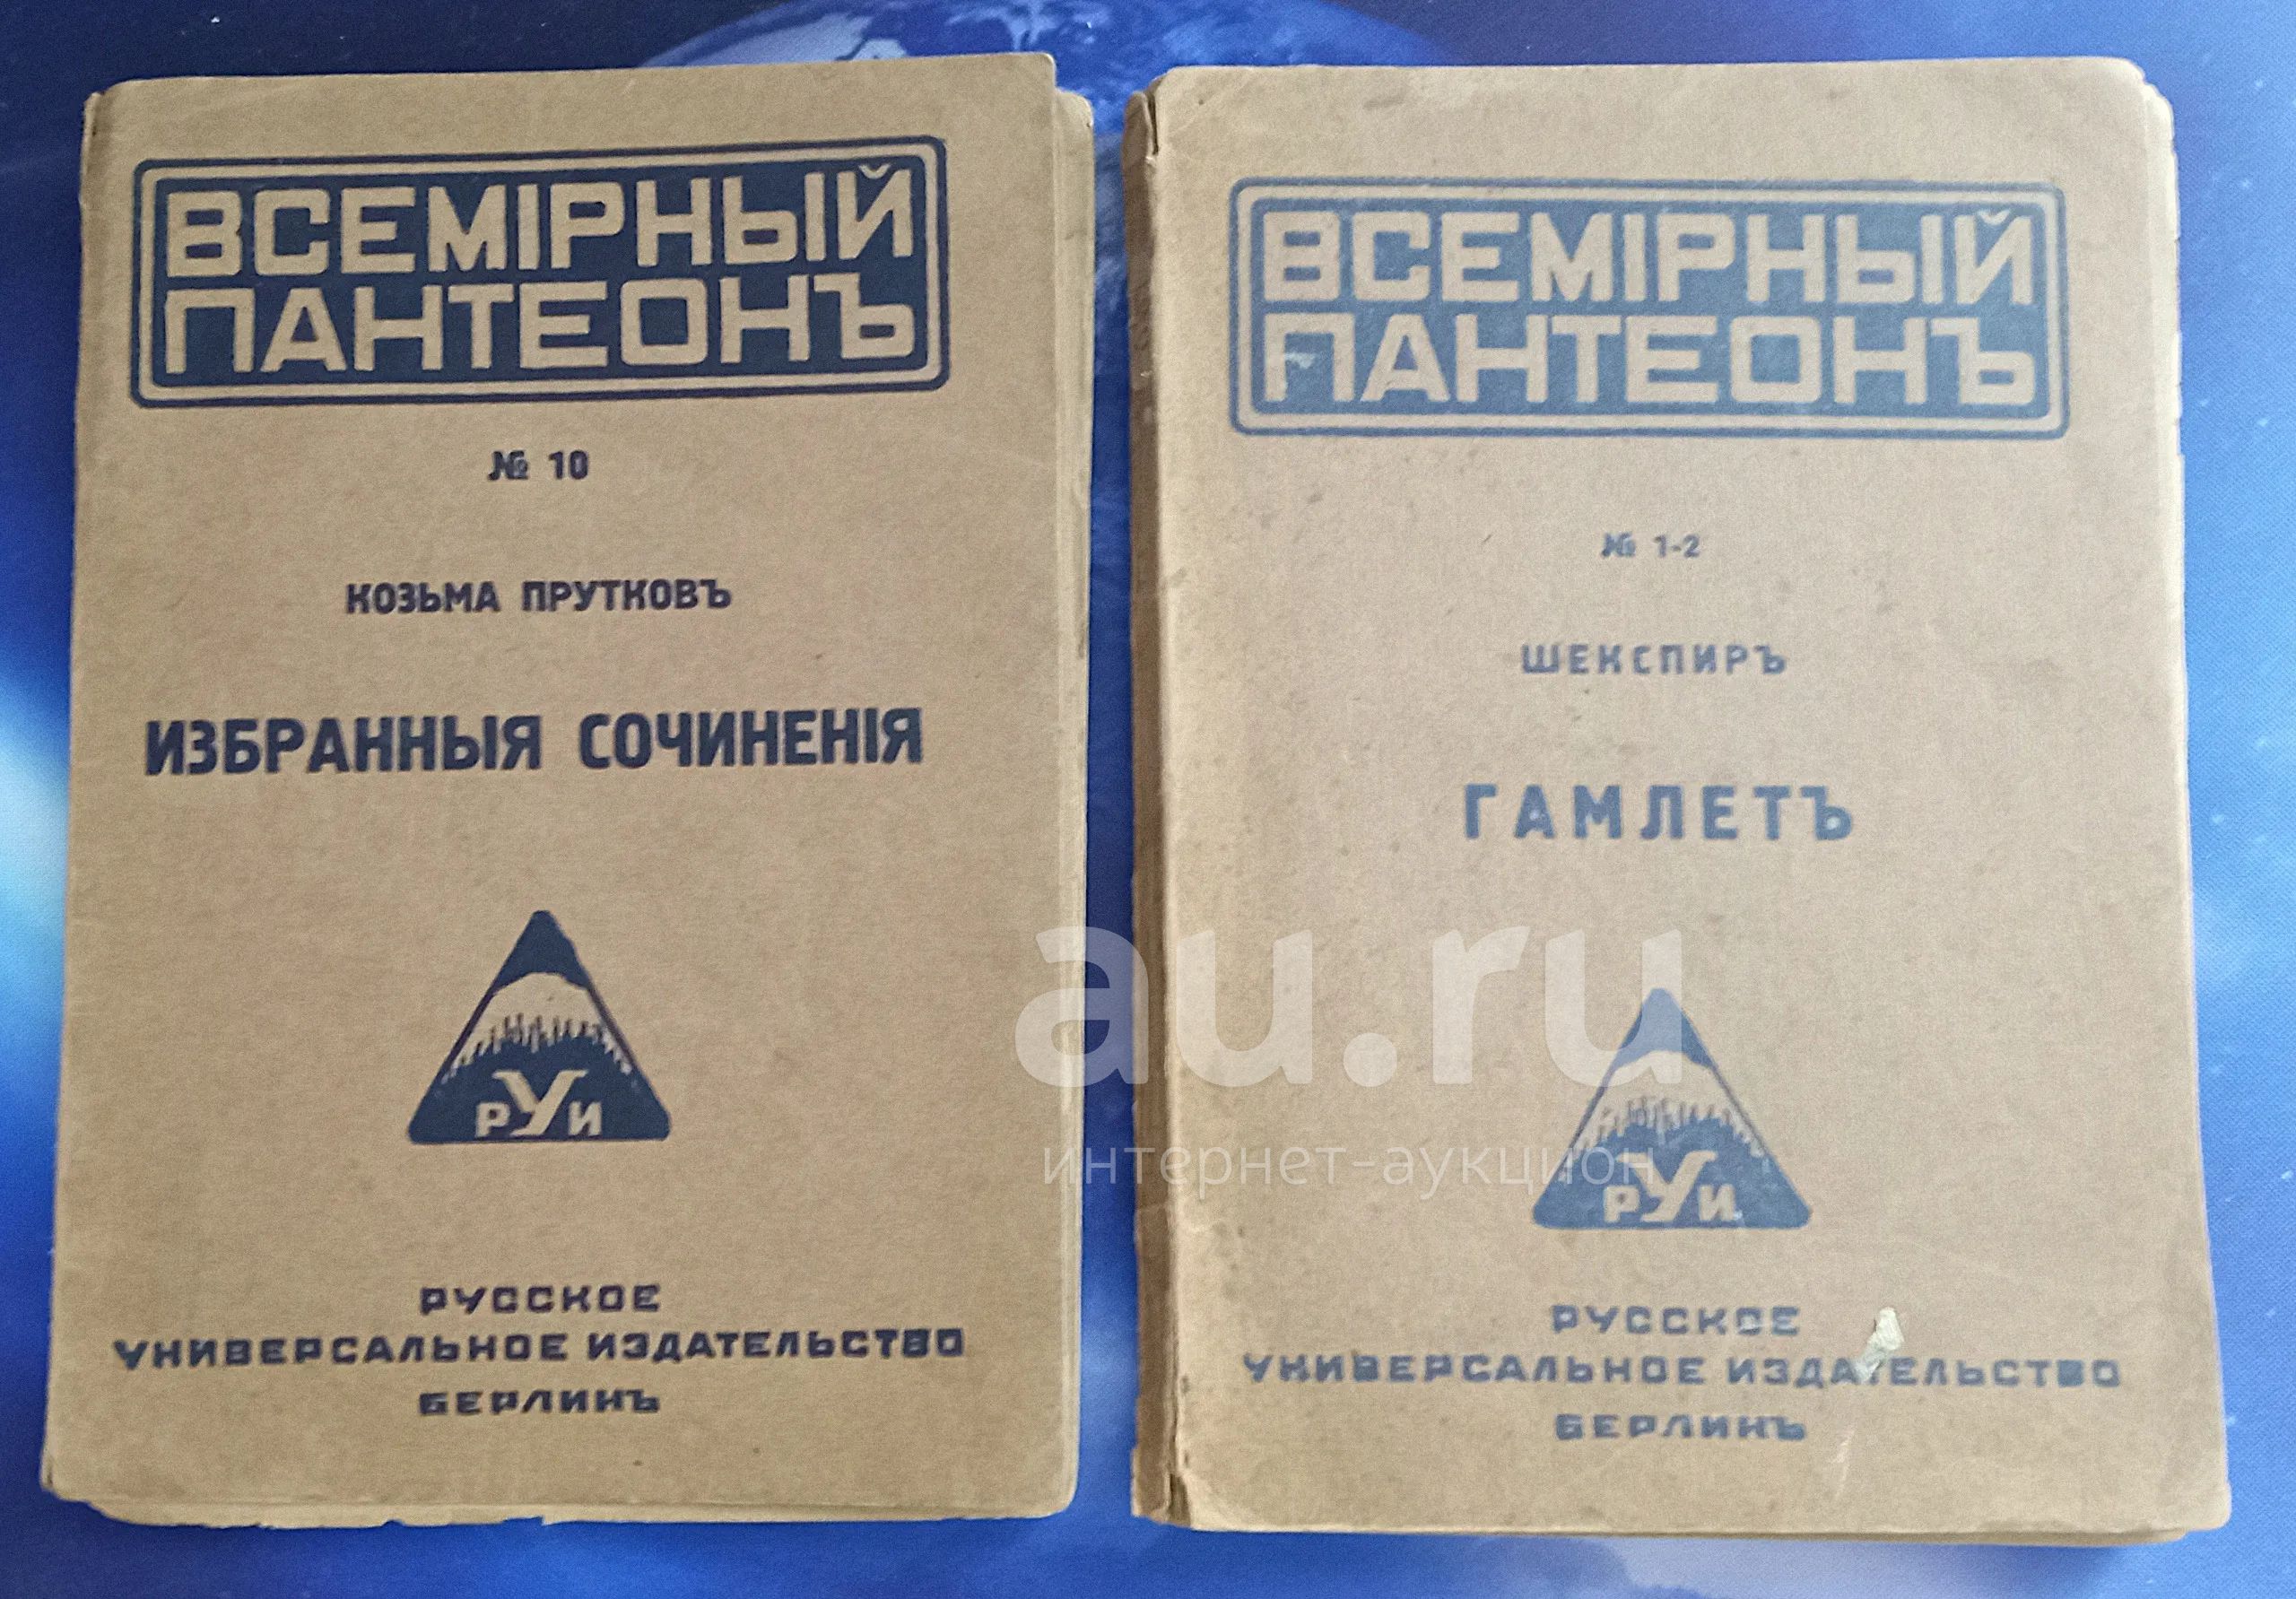 ВСЕМІРНЫЙ
ПАНТЕОНЪ
№ 10
КОЗЬМА ПРУТКОВЪ
ИЗБРАННЫЯ СОЧИНЕНІЯ
РУИ
РУССКОЕ
УНИВЕРСАЛЬНОЕ ИЗДАТЕЛЬСТВО
БЕРЛИНЪ
ВСЕМІРНЫЙ
ПАНТЕОНЪ
№ 1-2
ШЕКСПИРЪ
ГАМЛЕТЪ
РУИ
РУССКОЕ
УНИВЕРСАЛЬНОЕ ИЗДАТЕЛЬСТВО
БЕРЛИНЪ
au.ru
интернет-аукцион